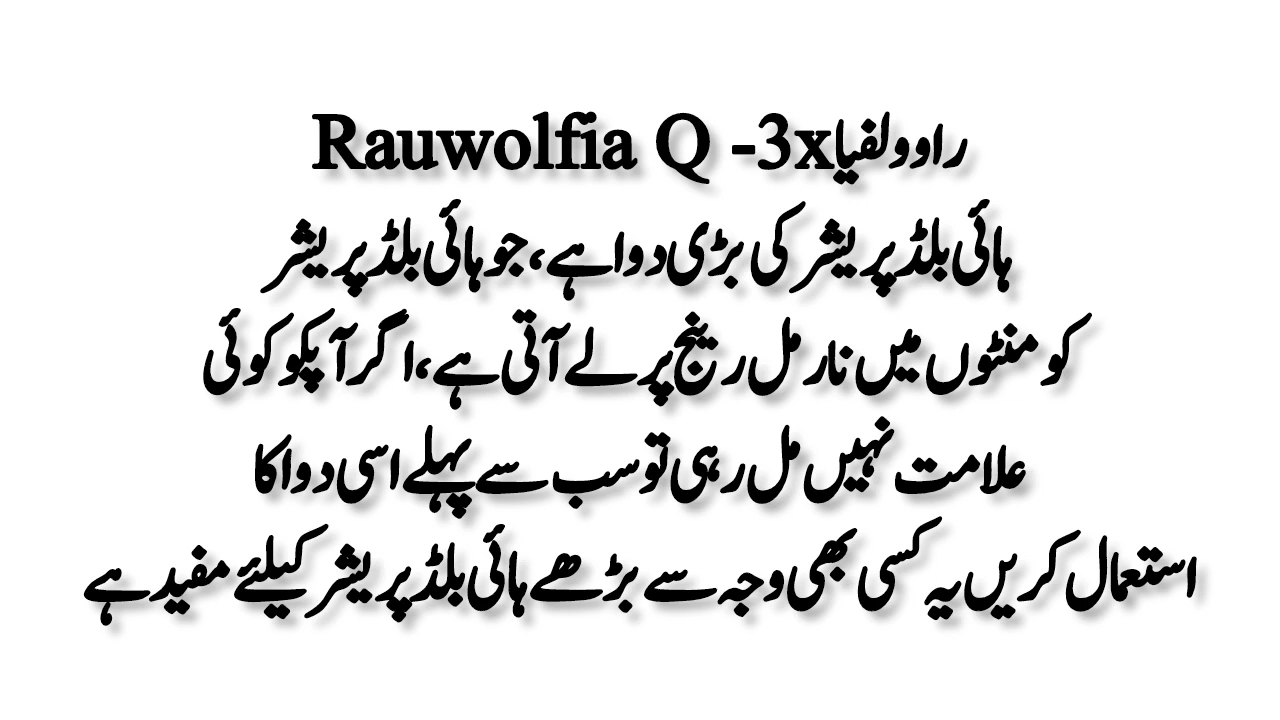 راوولفیا Rauwolfia Q -3x
ہائی بلڈ پریشر کی بڑی دوا ہے، جو ہائی بلڈ پریشر
کو منٹوں میں نارمل رینج پر لے آتی ہے، اگر آپکو کوئی
علامت نہیں مل رہی تو سب سے پہلے اسی دوا کا
استعمال کریں یہ کسی بھی وجہ سے بڑھے ہائی بلڈ پریشر کیلئے مفید ہے